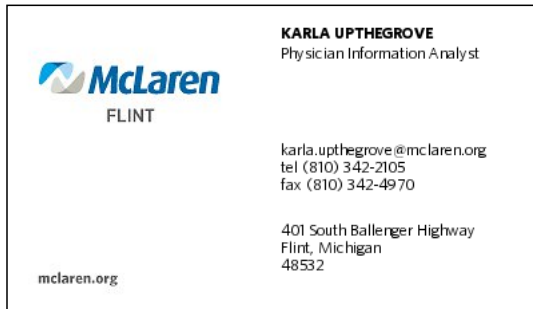 McLaren
FLINT
mclaren.org
KARLA UPTHEGROVE
Physician Information Analyst
karla.upthegrove@mclaren.org
tel (810) 342-2105
fax (810) 342-4970
401 South Ballenger Highway
Flint, Michigan
48532